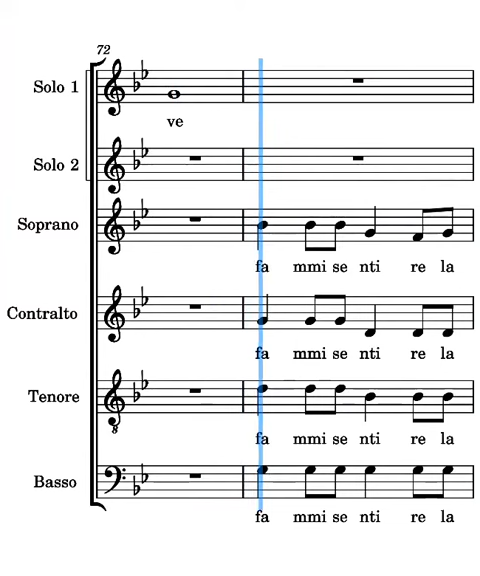 72
Solo 1
ve
Solo 2
Soprano
fa mmi se nti re la
Contralto
fa mmi se nti re la
Tenore
8
fa mmi se nti re la
Basso
fa mmi se nti re la